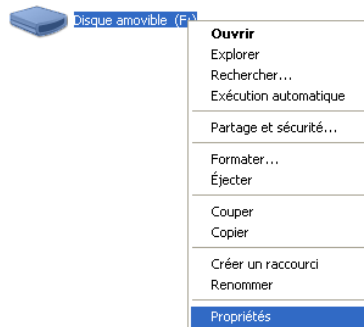 Disque amovible (F:)
Ouvrir
Explorer
Rechercher...
Exécution automatique
Partage et sécurité...
Formater...
Éjecter
Couper
Copier
Créer un raccourci
Renommer
Propriétés